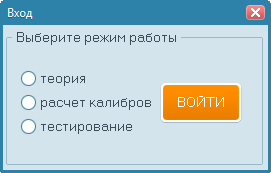 Вход
Выберите режим работы
теория
расчет калибров
тестирование
ВОЙТИ